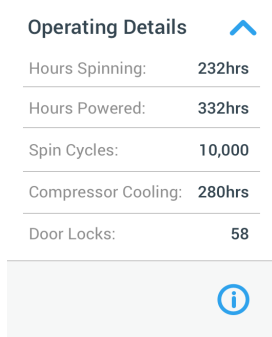 Operating Details
Hours Spinning: 232hrs
Hours Powered: 332hrs
Spin Cycles: 10,000
Compressor Cooling: 280hrs
Door Locks: 58